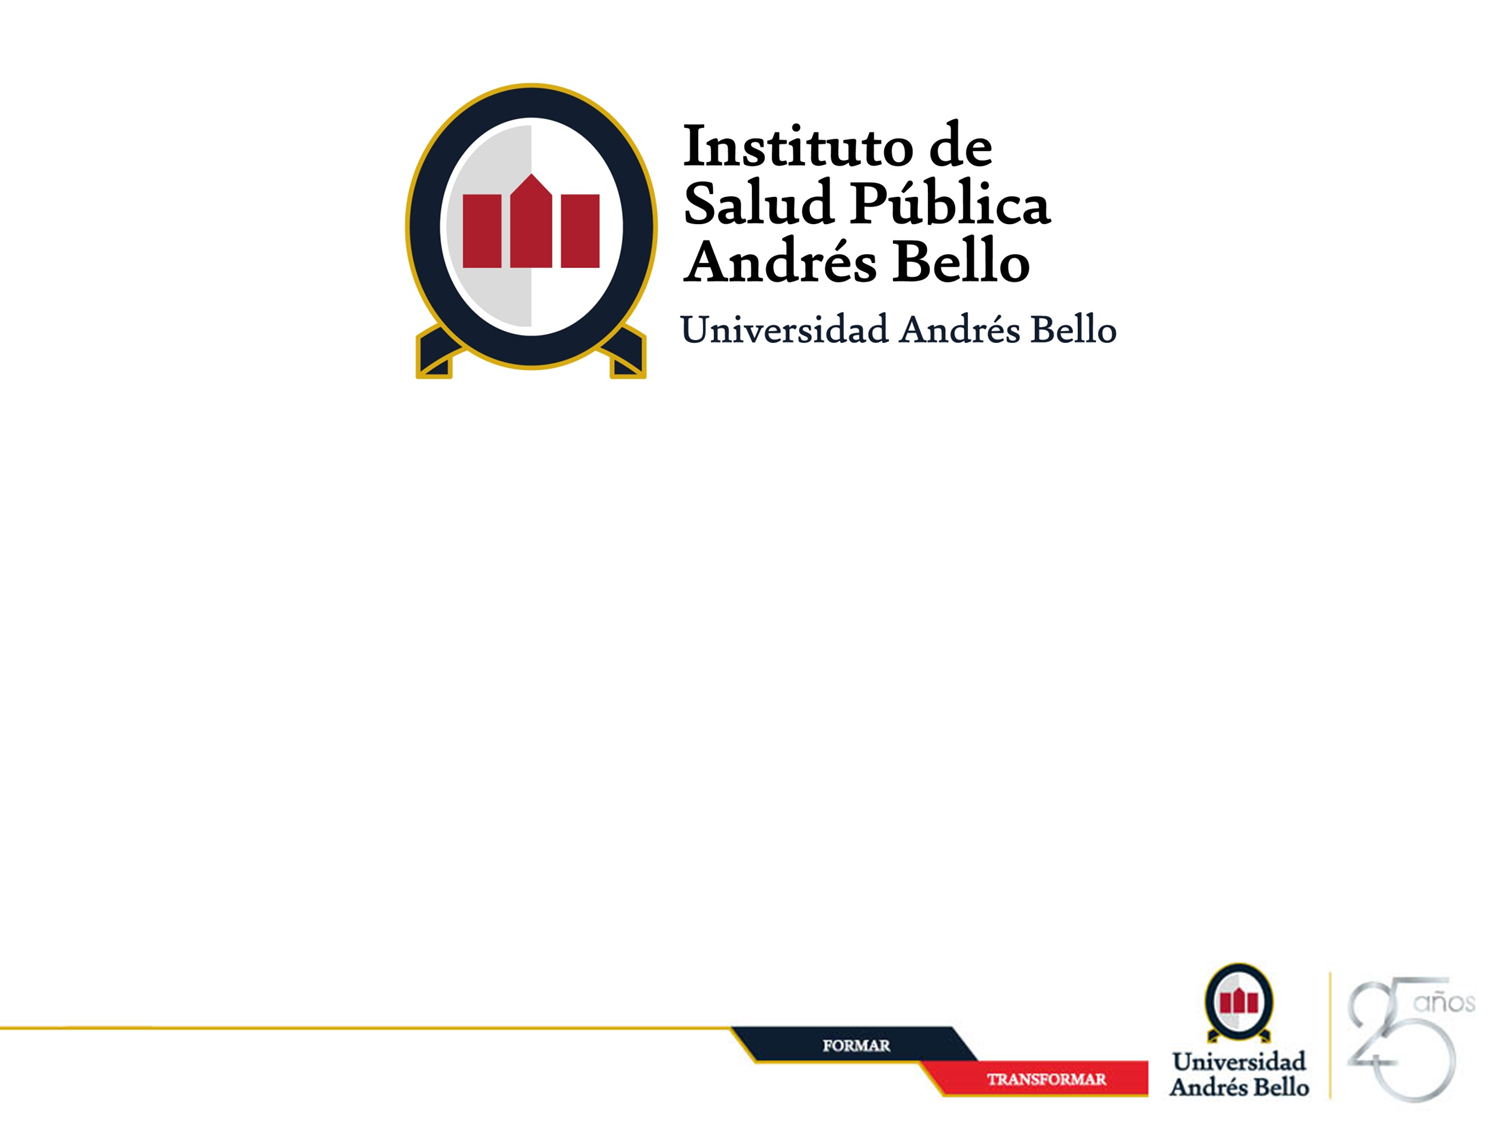 Instituto de
Salud Pública
Andrés Bello
Universidad Andrés Bello
FORMAR
TRANSFORMAR
Universidad
Andrés Bello
25 años